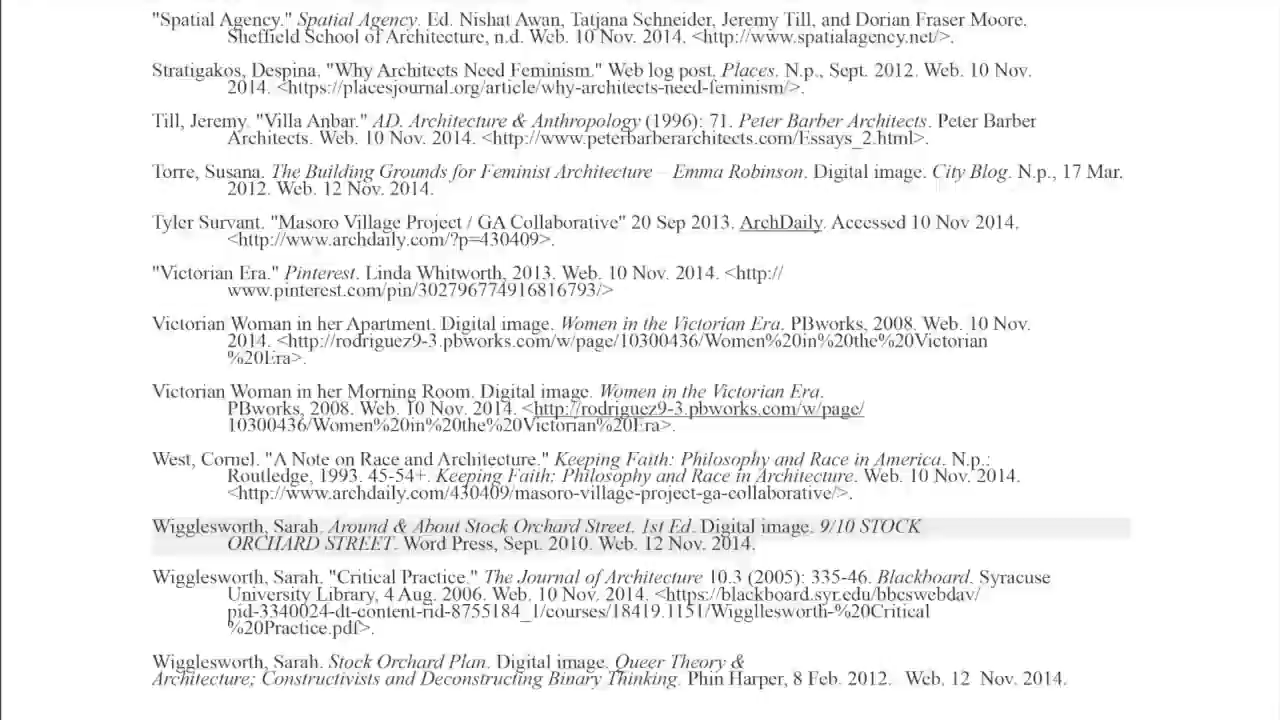 "Spatial Agency." Spatial Agency. Ed. Nishat Awan, Tatjana Schneider, Jeremy Till, and Dorian Fraser Moore.
Sheffield School of Architecture, n.d. Web. 10 Nov. 2014. <http://www.spatialagency.net/>.
Stratigakos, Despina. "Why Architects Need Feminism." Web log post. Places. N.p., Sept. 2012. Web. 10 Nov.
2014. <https://placesjournal.org/article/why-architects-need-feminism/>.
Till, Jeremy. "Villa Anbar." AD. Architecture & Anthropology (1996): 71. Peter Barber Architects. Peter Barber
Architects. Web. 10 Nov. 2014. <http://www.peterbarberarchitects.com/Essays_2.html>.
Torre, Susana. The Building Grounds for Feminist Architecture – Emma Robinson. Digital image. City Blog. N.p., 17 Mar.
2012. Web. 12 Nov. 2014.
Tyler Survant. "Masoro Village Project / GA Collaborative" 20 Sep 2013. ArchDaily. Accessed 10 Nov 2014.
<http://www.archdaily.com/?p=430409>.
"Victorian Era." Pinterest. Linda Whitworth, 2013. Web. 10 Nov. 2014. <http://
www.pinterest.com/pin/302796774916816793/>
Victorian Woman in her Apartment. Digital image. Women in the Victorian Era. PBworks, 2008. Web. 10 Nov.
2014. <http://rodriguez9-3.pbworks.com/w/page/10300436/Women%20in%20the%20Victorian
%20Era>.
Victorian Woman in her Morning Room. Digital image. Women in the Victorian Era.
PBworks, 2008. Web. 10 Nov. 2014. <http://rodriguez9-3.pbworks.com/w/page/
10300436/Women%20in%20the%20Victorian%20Era>.
West, Cornel. "A Note on Race and Architecture." Keeping Faith: Philosophy and Race in America. N.p.:
Routledge, 1993. 45-54+. Keeping Faith: Philosophy and Race in Architecture. Web. 10 Nov. 2014.
<http://www.archdaily.com/430409/masoro-village-project-ga-collaborative/>.
Wigglesworth, Sarah. Around & About Stock Orchard Street. 1st Ed. Digital image. 9/10 STOCK
ORCHARD STREET. Word Press, Sept. 2010. Web. 12 Nov. 2014.
Wigglesworth, Sarah. "Critical Practice." The Journal of Architecture 10.3 (2005): 335-46. Blackboard. Syracuse
University Library, 4 Aug. 2006. Web. 10 Nov. 2014. <https://blackboard.syr.edu/bbcswebdav/
pid-3340024-dt-content-rid-8755184_1/courses/18419.1151/Wiggllesworth-%20Critical
%20Practice.pdf>.
Wigglesworth, Sarah. Stock Orchard Plan. Digital image. Queer Theory &
Architecture; Constructivists and Deconstructing Binary Thinking. Phin Harper, 8 Feb. 2012. Web. 12 Nov. 2014.